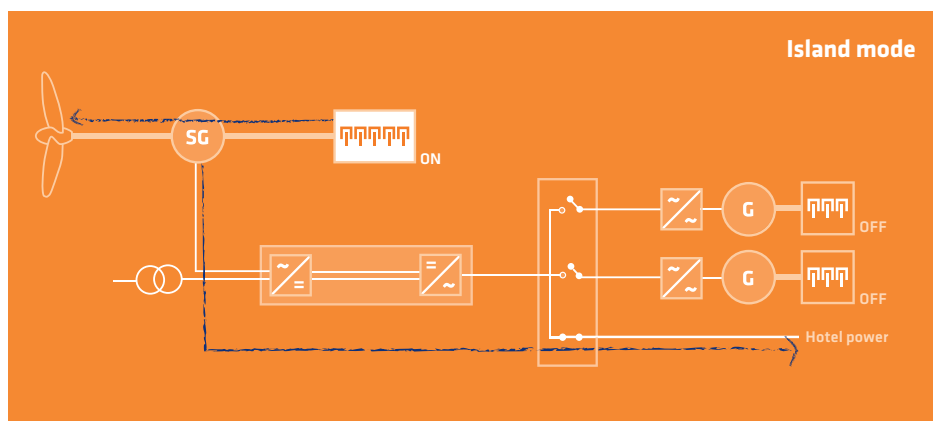 Island mode
SG
ON
~
~
G
OFF
~
=
=
~
~
~
G
OFF
Hotel power